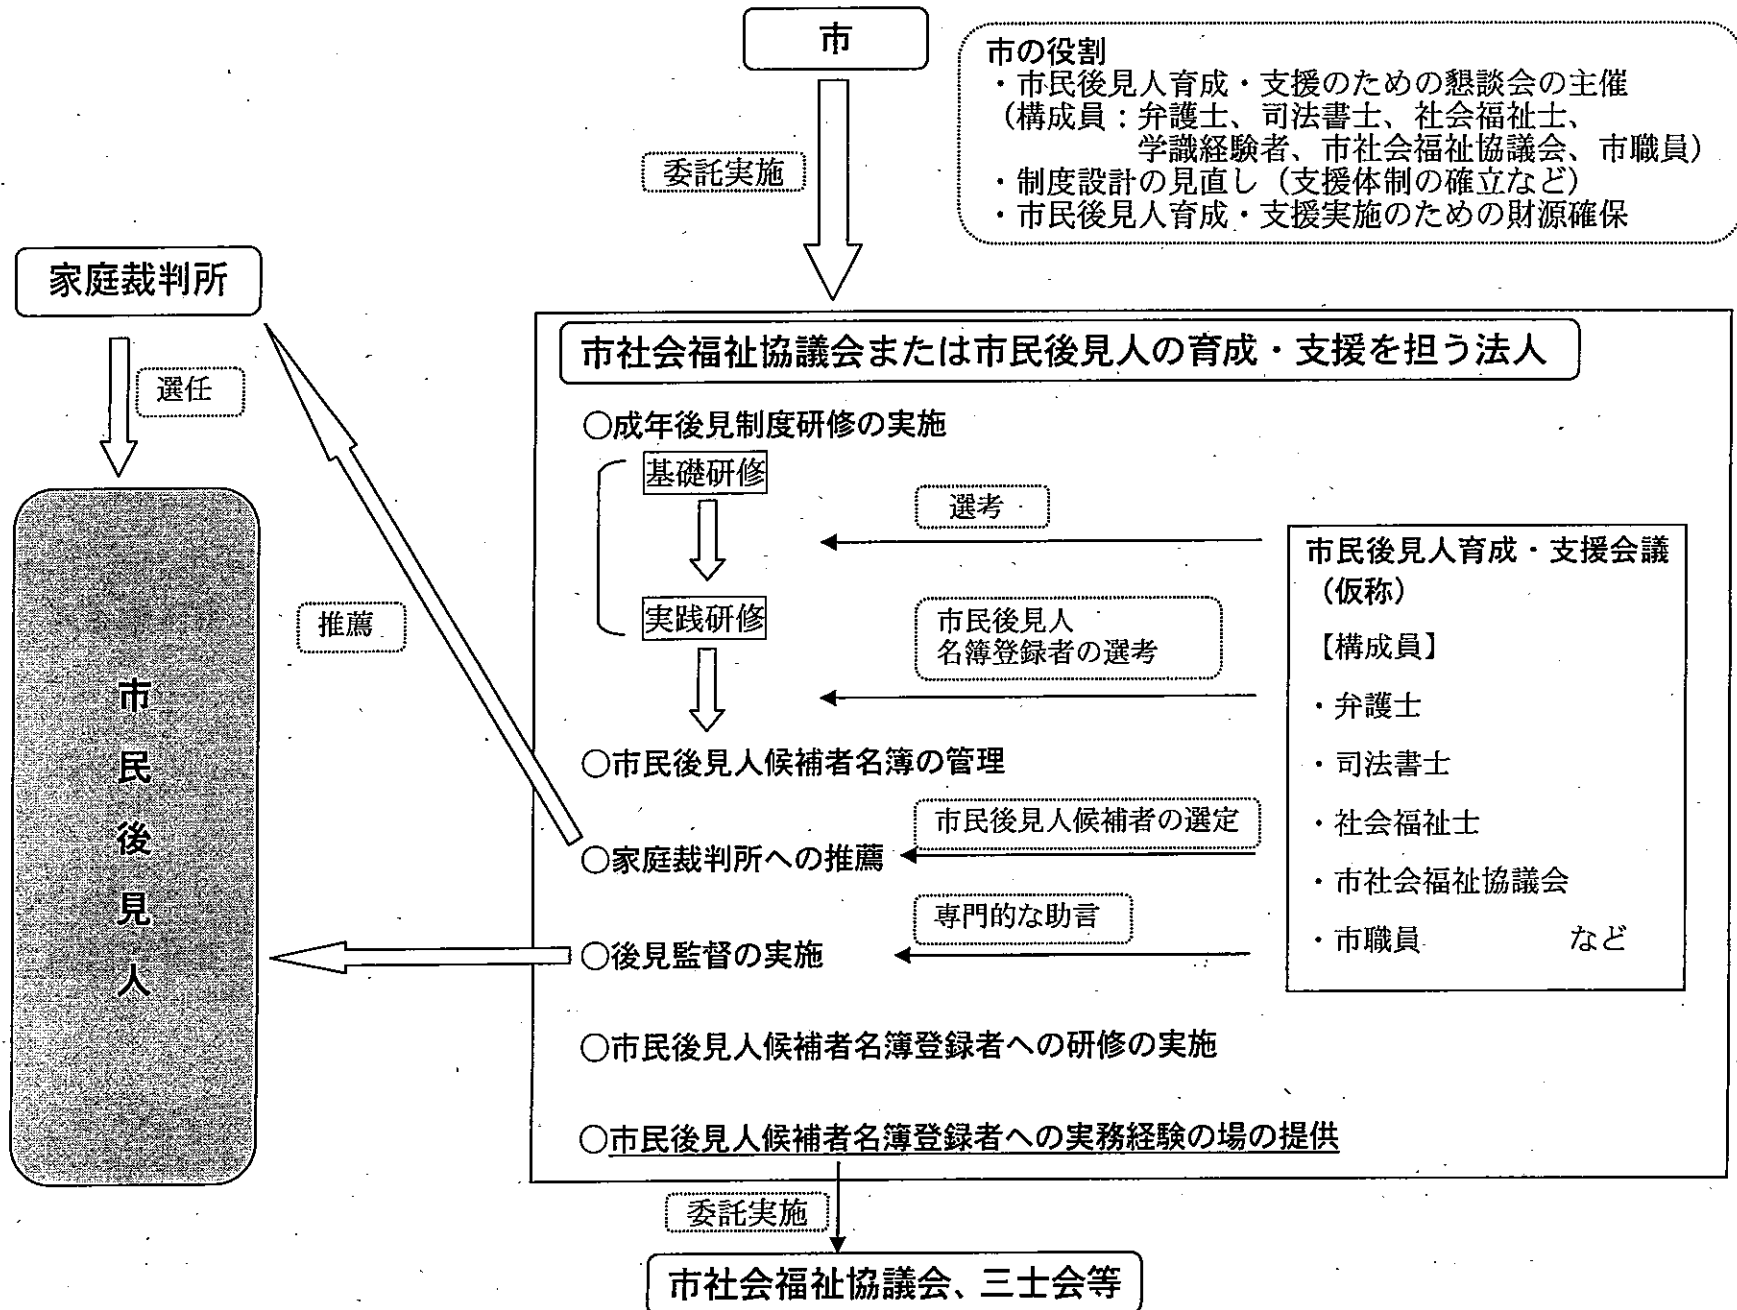 市
市の役割
・市民後見人育成・支援のための懇談会の主催
(構成員：弁護士、司法書士、社会福祉士、
学識経験者、市社会福祉協議会、市職員)
・制度設計の見直し（支援体制の確立など）
・市民後見人育成・支援実施のための財源確保
委託実施
家庭裁判所
選任
市民後見人
推薦
市社会福祉協議会または市民後見人の育成・支援を担う法人
○成年後見制度研修の実施
基礎研修
選考
実践研修
市民後見人
名簿登録者の選考
○市民後見人候補者名簿の管理
市民後見人候補者の選定
○家庭裁判所への推薦
専門的な助言
○後見監督の実施
○市民後見人候補者名簿登録者への研修の実施
○市民後見人候補者名簿登録者への実務経験の場の提供
市民後見人育成・支援会議
（仮称）
【構成員】
・弁護士
・司法書士
・社会福祉士
・市社会福祉協議会
・市職員　　など
委託実施
市社会福祉協議会、三士会等